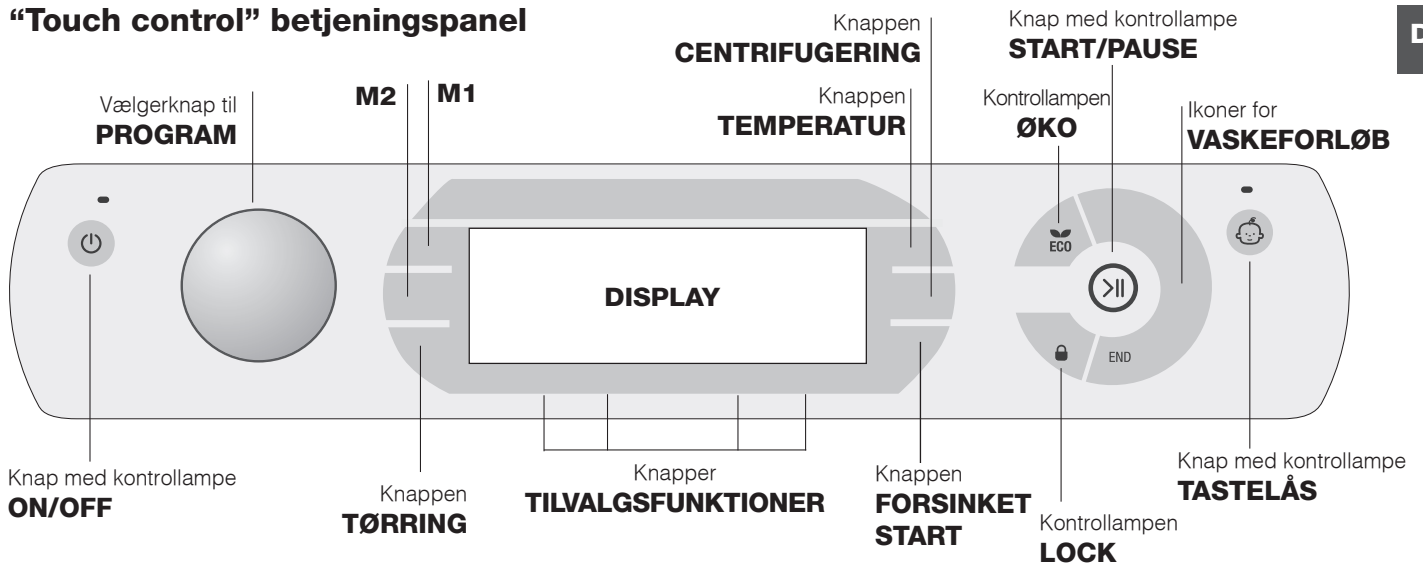 “Touch control” betjeningspanel
D
Knappen
CENTRIFUGERING
Knap med kontrollampe
START/PAUSE
Vælgerknap til
PROGRAM
M2
M1
Knappen
TEMPERATUR
Kontrollampen
ØKO
Ikoner for
VASKEFORLØB
ECO
DISPLAY
END
Knap med kontrollampe
ON/OFF
Knappen
TØRRING
Knapper
TILVALGSFUNKTIONER
Knappen
FORSINKET
START
Kontrollampen
LOCK
Knap med kontrollampe
TASTELÅS